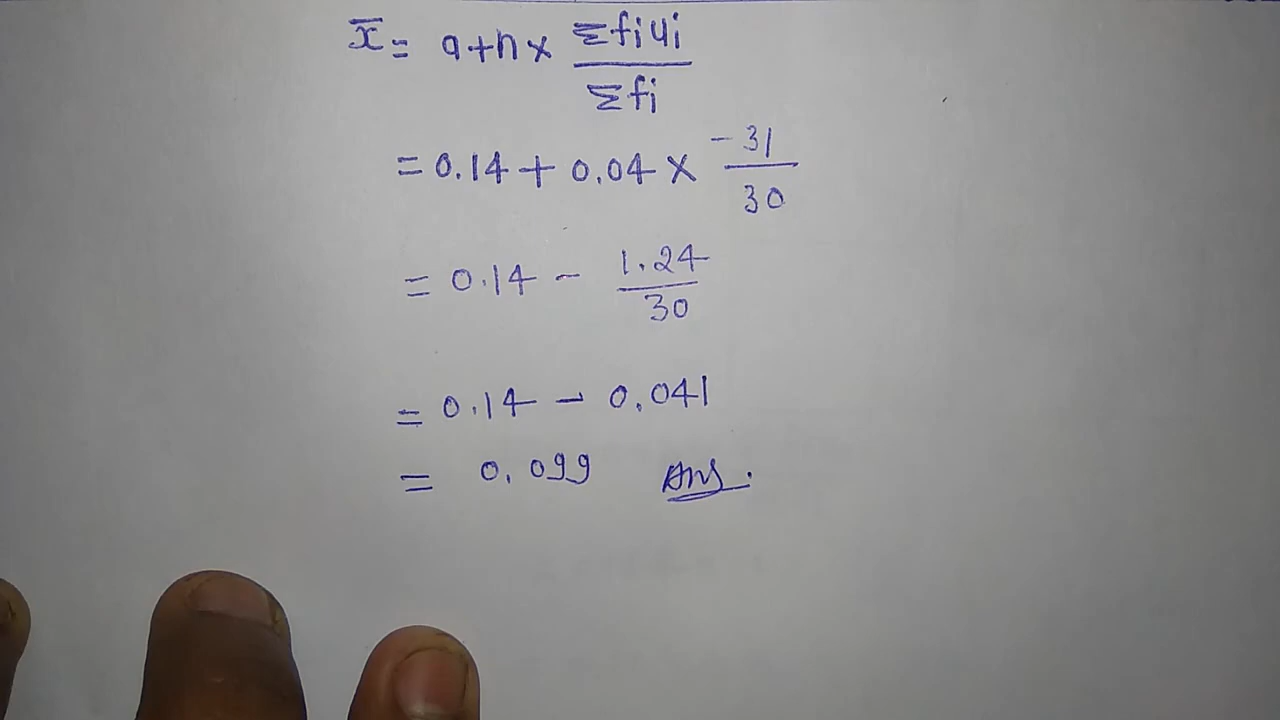 x̄ = a+h× Σfiui / Σfi
= 0.14 + 0.04 × -31 / 30
= 0.14 - 1.24 / 30
= 0.14 - 0.041
= 0.099 Ans.